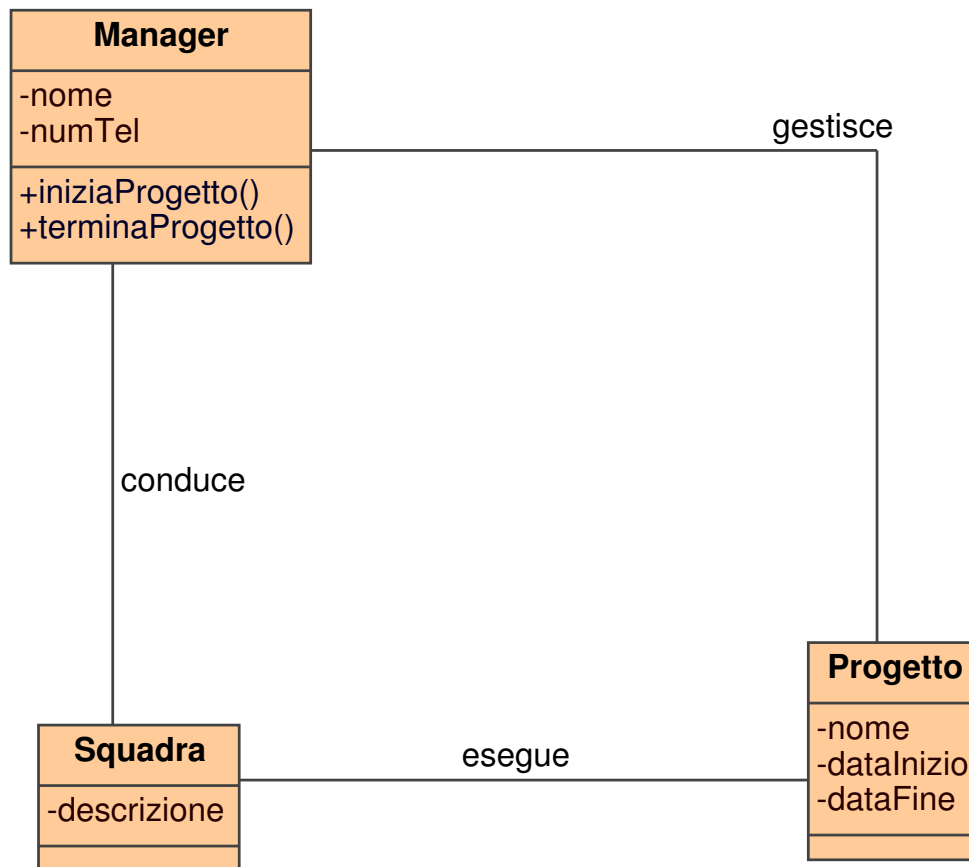 Manager
-nome
-numTel
+iniziaProgetto()
+terminaProgetto()
gestisce
conduce
Progetto
-nome
-dataInizio
-dataFine
Squadra
-descrizione
esegue